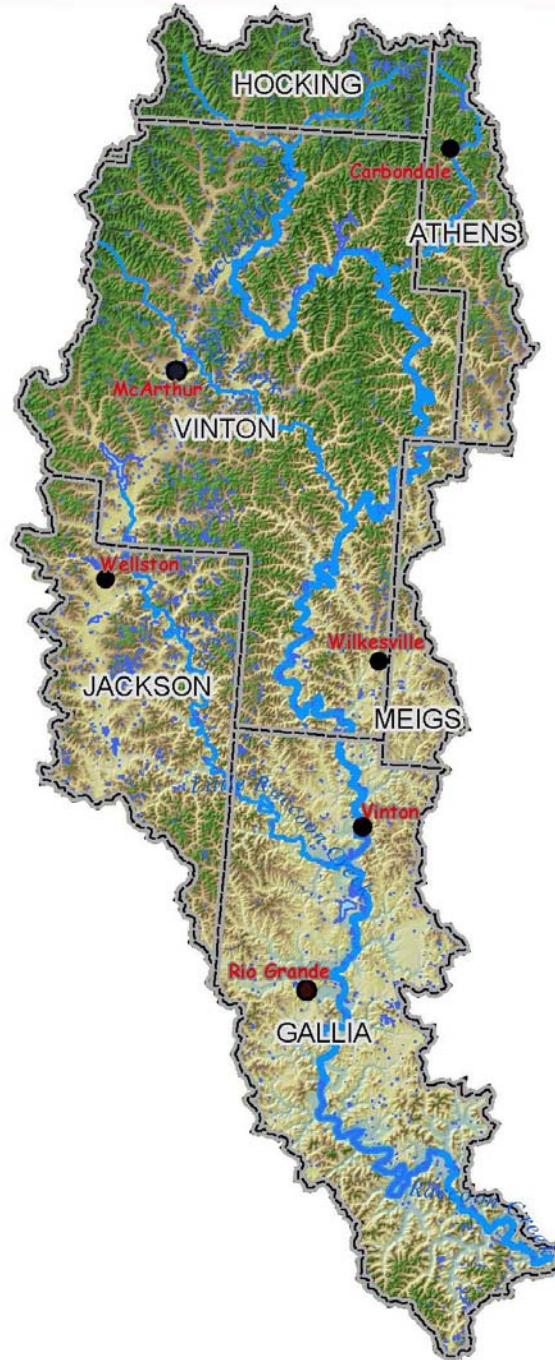 HOCKING
Carbondale
ATHENS
McArthur
VINTON
Wellston
Wilkesville
JACKSON
MEIGS
Little Raccoon Creek
Vinton
Rio Grande
GALLIA
Raccoon Creek